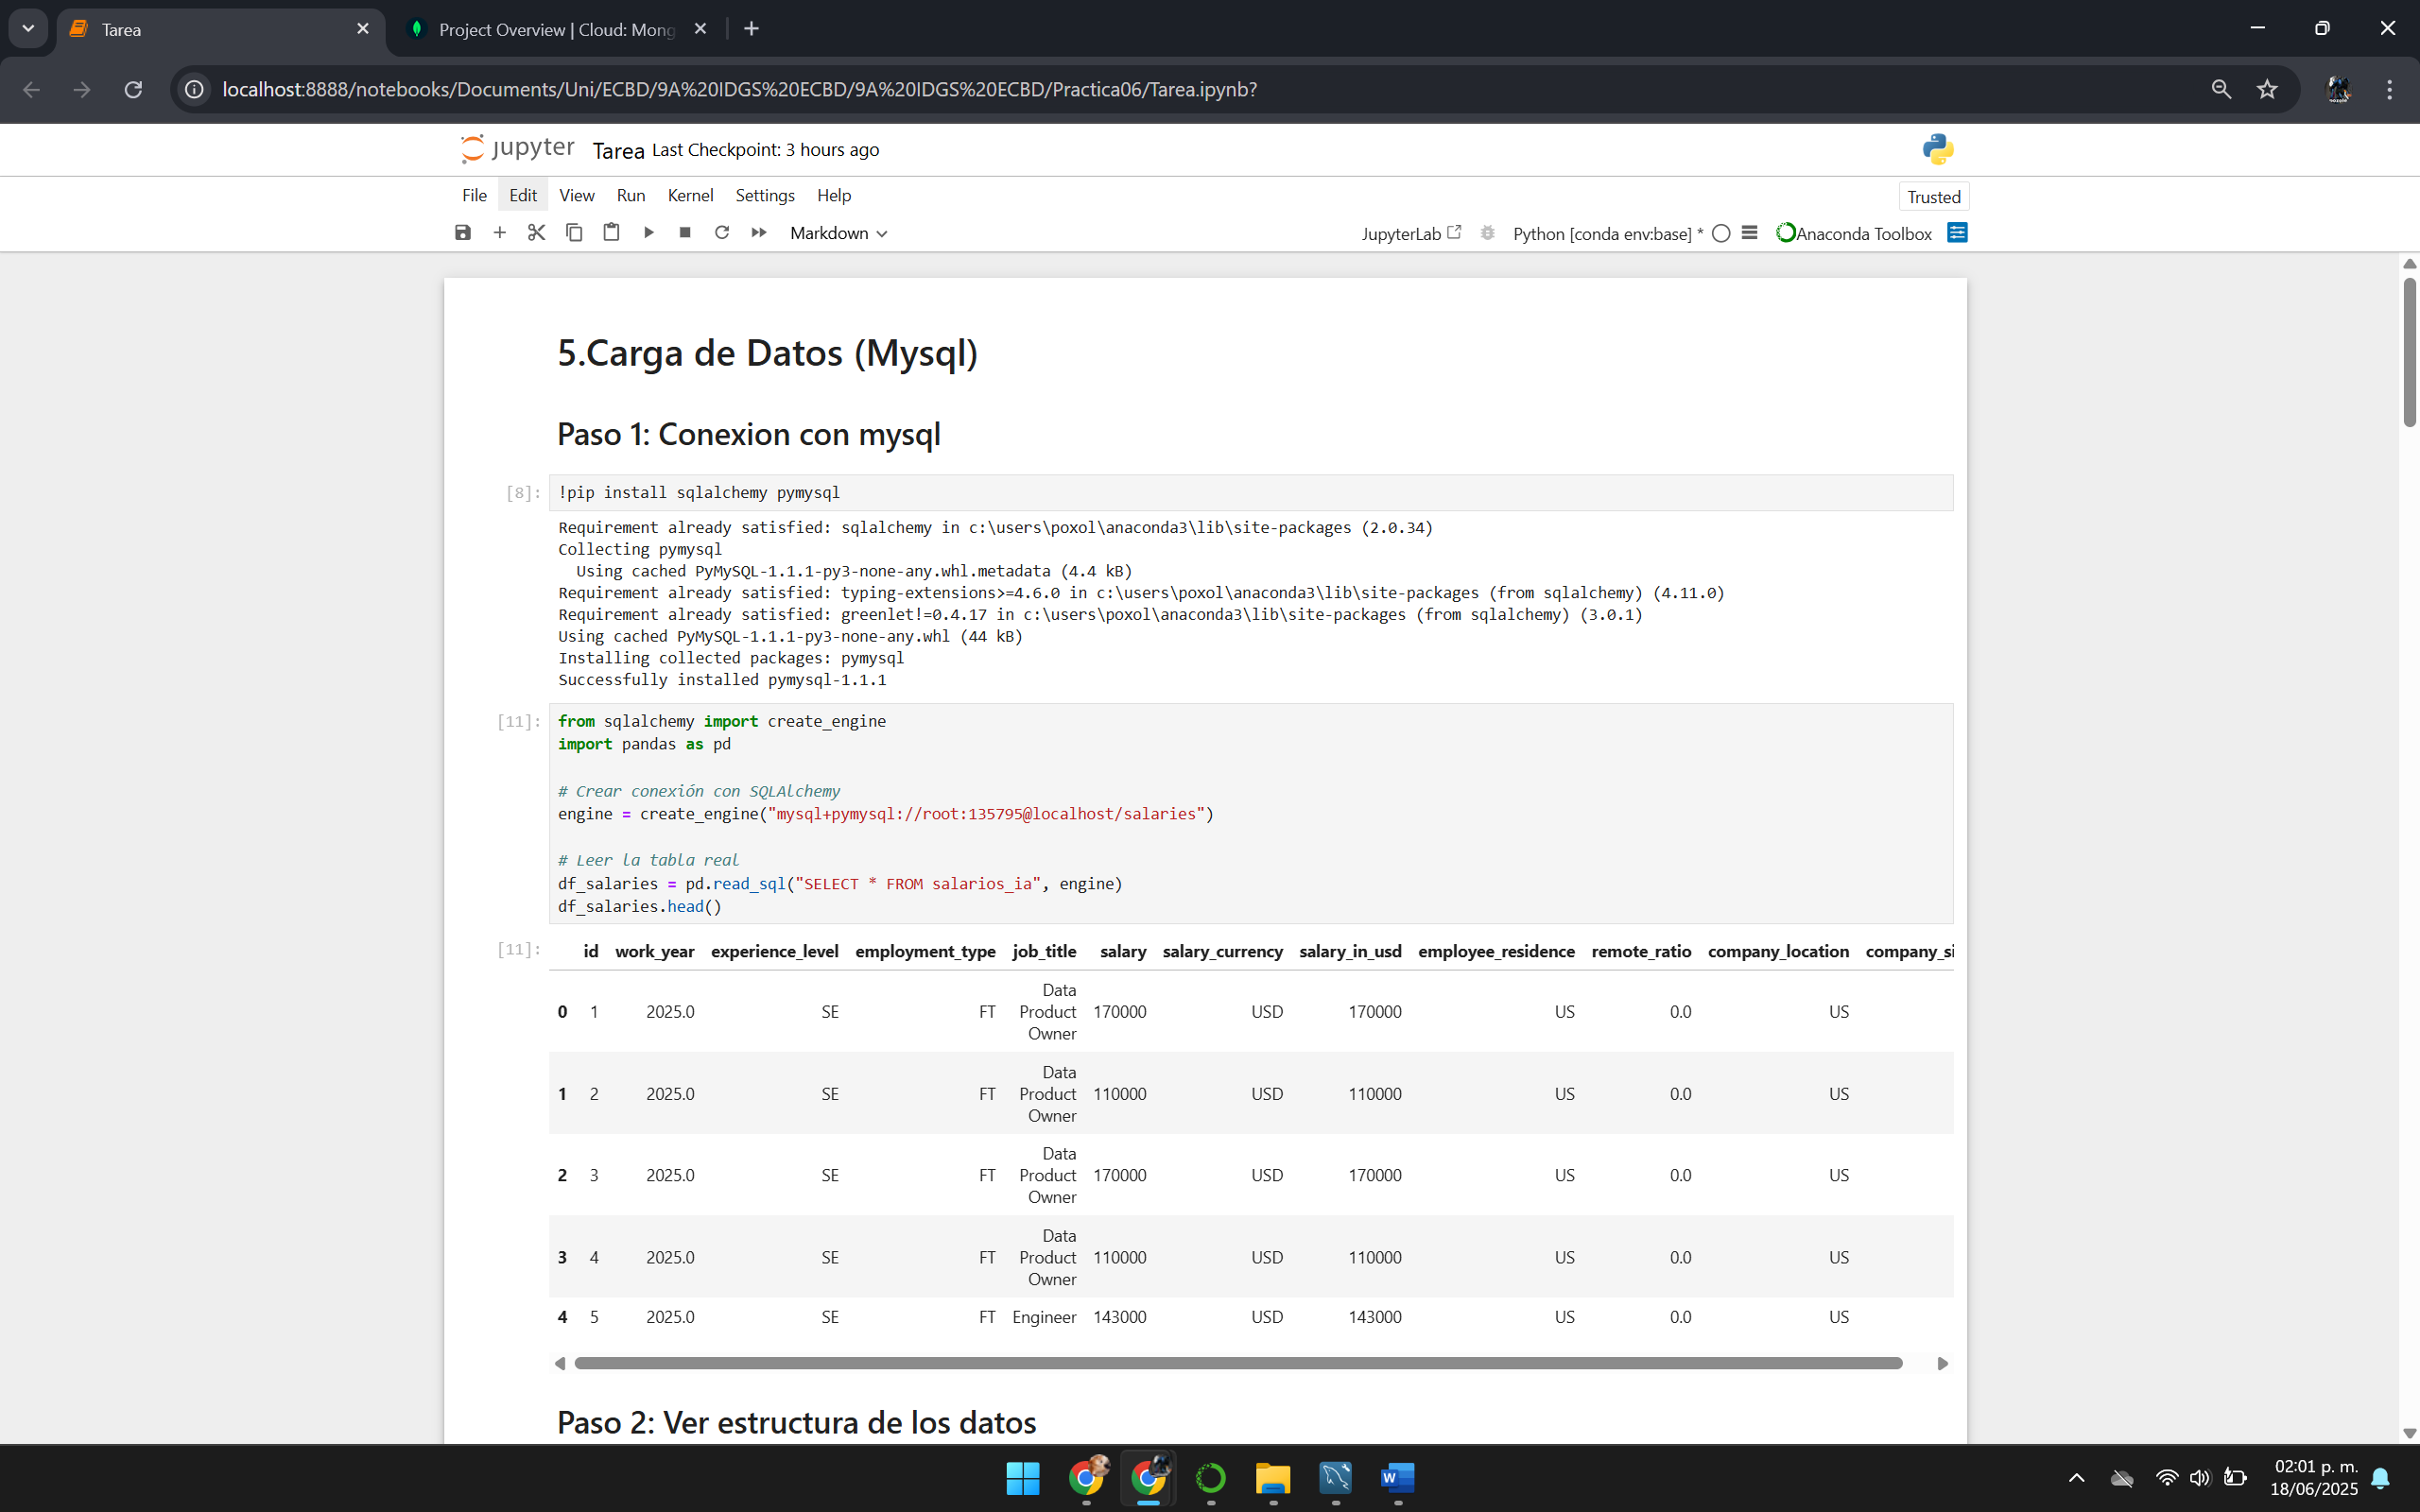 Tarea
Project Overview | Cloud: Mong
localhost:8888/notebooks/Documents/Uni/ECBD/9A%20IDGS%20ECBD/9A%20IDGS%20ECBD/Practica06/Tarea.ipynb?
jupyter Tarea Last Checkpoint: 3 hours ago
File Edit View Run Kernel Settings Help
Trusted
Markdown
JupyterLab Python [conda env:base] * Anaconda Toolbox
5.Carga de Datos (Mysql)
Paso 1: Conexion con mysql
[8]: !pip install sqlalchemy pymysql
Requirement already satisfied: sqlalchemy in c:\users\poxol\anaconda3\lib\site-packages (2.0.34)
Collecting pymysql
  Using cached PyMySQL-1.1.1-py3-none-any.whl.metadata (4.4 kB)
Requirement already satisfied: typing-extensions>=4.6.0 in c:\users\poxol\anaconda3\lib\site-packages (from sqlalchemy) (4.11.0)
Requirement already satisfied: greenlet!=0.4.17 in c:\users\poxol\anaconda3\lib\site-packages (from sqlalchemy) (3.0.1)
Using cached PyMySQL-1.1.1-py3-none-any.whl (44 kB)
Installing collected packages: pymysql
Successfully installed pymysql-1.1.1
[11]: from sqlalchemy import create_engine
import pandas as pd
# Crear conexión con SQLAlchemy
engine = create_engine("mysql+pymysql://root:135795@localhost/salaries")
# Leer la tabla real
df_salaries = pd.read_sql("SELECT * FROM salarios_ia", engine)
df_salaries.head()
[11]: id work_year experience_level employment_type job_title salary salary_currency salary_in_usd employee_residence remote_ratio company_location company_si
0 1 2025.0 SE FT Data Product Owner 170000 USD 170000 US 0.0 US
1 2 2025.0 SE FT Data Product Owner 110000 USD 110000 US 0.0 US
2 3 2025.0 SE FT Data Product Owner 170000 USD 170000 US 0.0 US
3 4 2025.0 SE FT Data Product Owner 110000 USD 110000 US 0.0 US
4 5 2025.0 SE FT Engineer 143000 USD 143000 US 0.0 US
Paso 2: Ver estructura de los datos
02:01 p. m.
18/06/2025